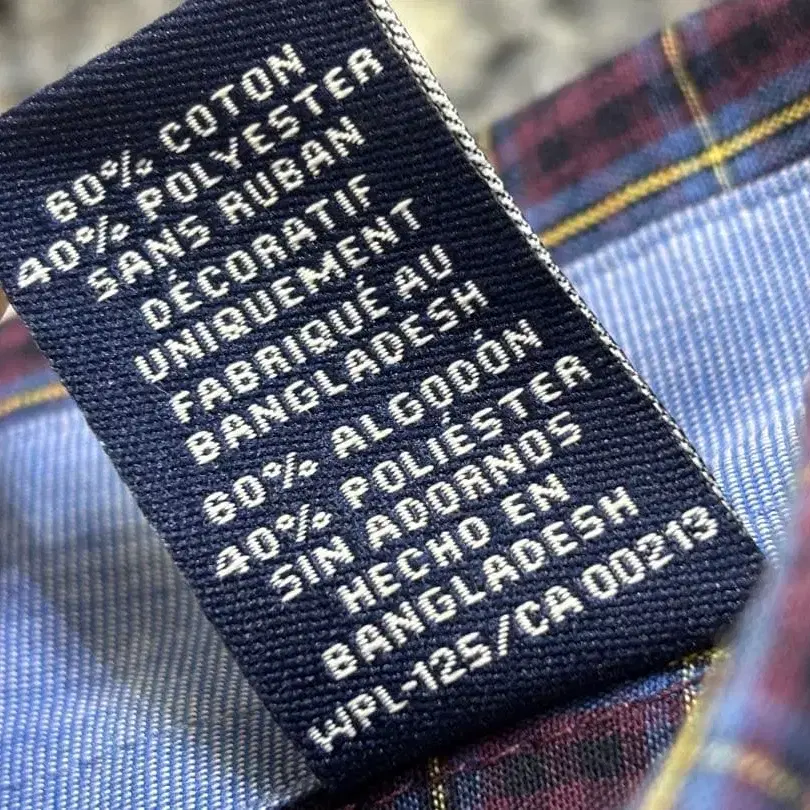 60% COTON
40% POLYESTER
SANS RUBAN
DÉCORATIF
UNIQUEMENT
FABRIQUÉ AU
BANGLADESH
60% ALGODÓN
40% POLIÉSTER
SIN ADORNOS
HECHO EN
BANGLADESH
WPL-125/CA 00213